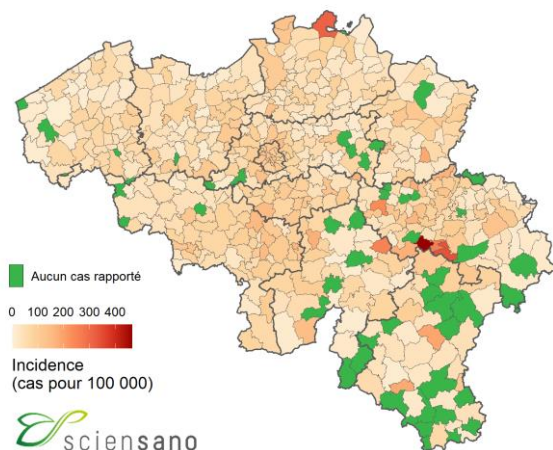 Aucun cas rapporté
0 100 200 300 400
Incidence
(cas pour 100 000)
sciensano